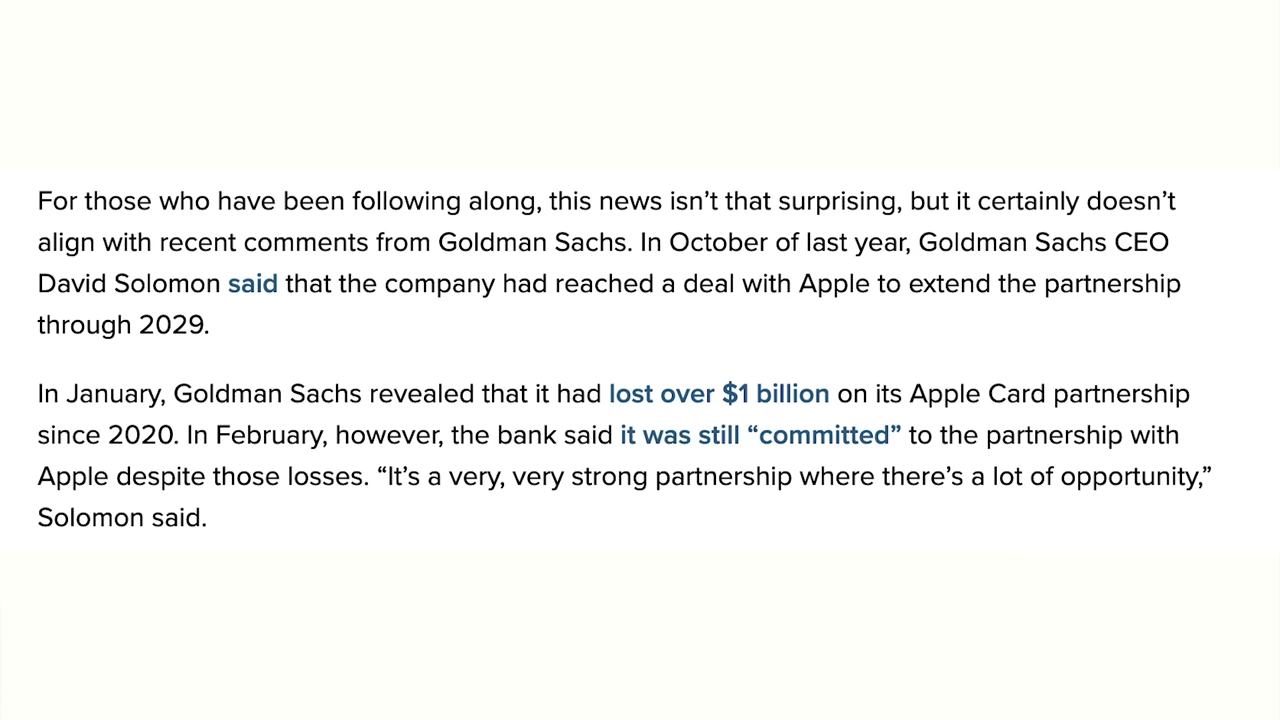 For those who have been following along, this news isn’t that surprising, but it certainly doesn’t
align with recent comments from Goldman Sachs. In October of last year, Goldman Sachs CEO
David Solomon said that the company had reached a deal with Apple to extend the partnership
through 2029.
In January, Goldman Sachs revealed that it had lost over $1 billion on its Apple Card partnership
since 2020. In February, however, the bank said it was still “committed” to the partnership with
Apple despite those losses. “It’s a very, very strong partnership where there’s a lot of opportunity,”
Solomon said.